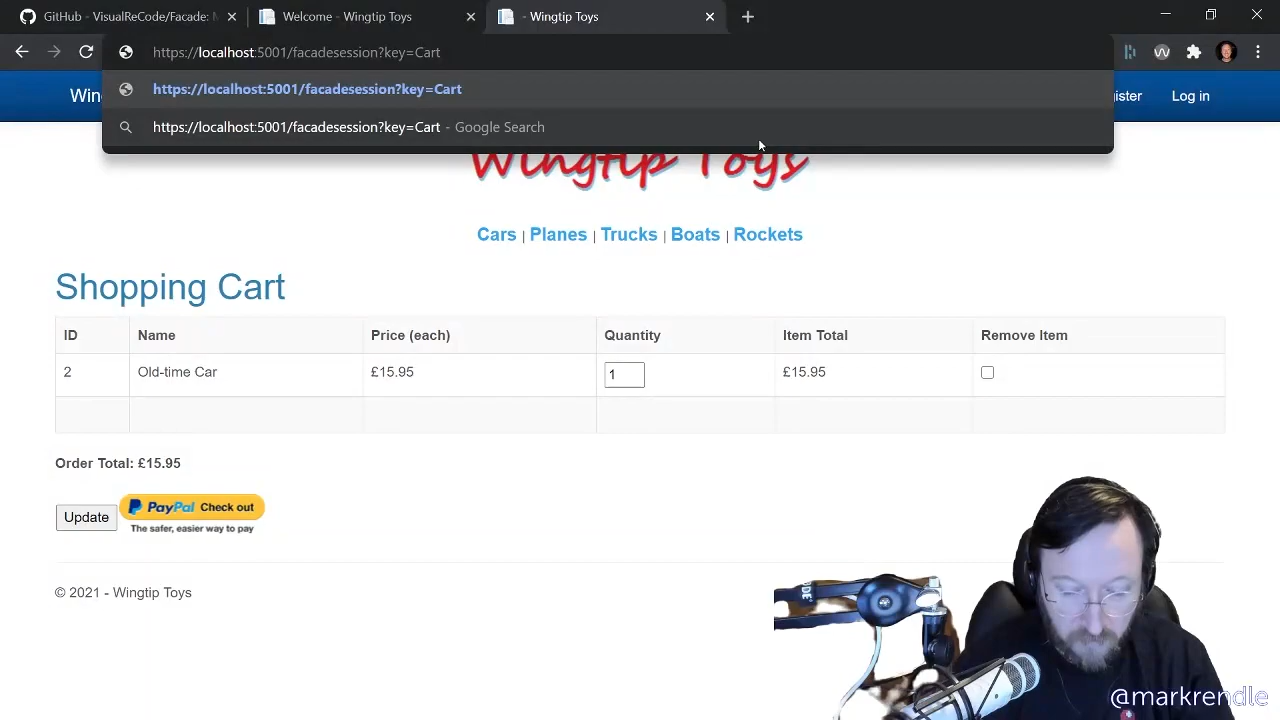 GitHub - VisualReCode/Facade: M
Welcome - Wingtip Toys
- Wingtip Toys
https://localhost:5001/facadesession?key=Cart
https://localhost:5001/facadesession?key=Cart
https://localhost:5001/facadesession?key=Cart - Google Search
Log in
Wingtip Toys
Cars | Planes | Trucks | Boats | Rockets
Shopping Cart
ID Name Price (each) Quantity Item Total Remove Item
2 Old-time Car £15.95 1 £15.95
Order Total: £15.95
Update PayPal Check out
The safer, easier way to pay
© 2021 - Wingtip Toys
@markrendle